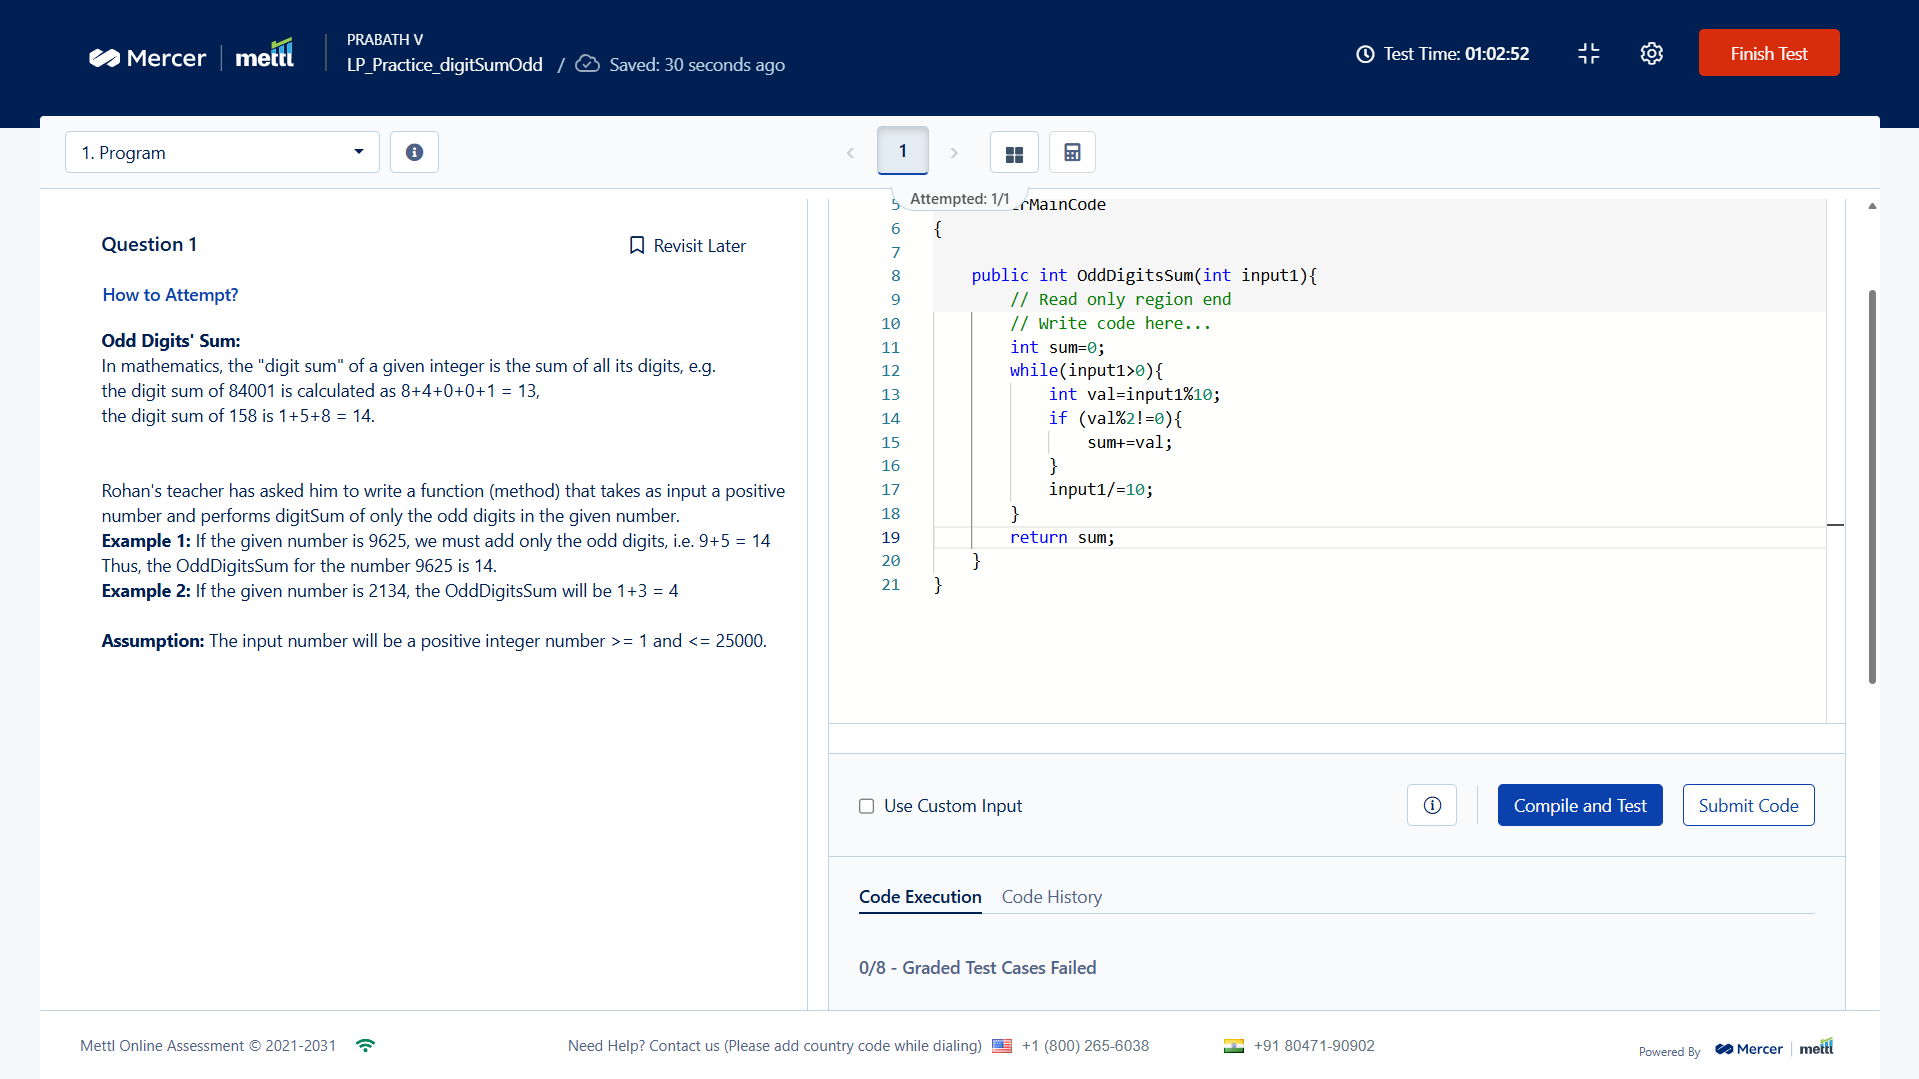 Mercer mettl
PRABATH V
LP_Practice_digitSumOdd / Saved: 30 seconds ago
Test Time: 01:02:52
Finish Test
1. Program
1
Attempted: 1/1
Question 1
Revisit Later
How to Attempt?
Odd Digits' Sum:
In mathematics, the "digit sum" of a given integer is the sum of all its digits, e.g.
the digit sum of 84001 is calculated as 8+4+0+0+1 = 13,
the digit sum of 158 is 1+5+8 = 14.
Rohan's teacher has asked him to write a function (method) that takes as input a positive
number and performs digitSum of only the odd digits in the given number.
Example 1: If the given number is 9625, we must add only the odd digits, i.e. 9+5 = 14
Thus, the OddDigitsSum for the number 9625 is 14.
Example 2: If the given number is 2134, the OddDigitsSum will be 1+3 = 4
Assumption: The input number will be a positive integer number >= 1 and <= 25000.
5 rMainCode
6 {
7
8 public int OddDigitsSum(int input1){
9 // Read only region end
10 // Write code here...
11 int sum=0;
12 while(input1>0){
13 int val=input1%10;
14 if (val%2!=0){
15 sum+=val;
16 }
17 input1/=10;
18 }
19 return sum;
20 }
21 }
Use Custom Input
Compile and Test
Submit Code
Code Execution Code History
0/8 - Graded Test Cases Failed
Mettl Online Assessment © 2021-2031
Need Help? Contact us (Please add country code while dialing) +1 (800) 265-6038 +91 80471-90902
Powered By Mercer mettl